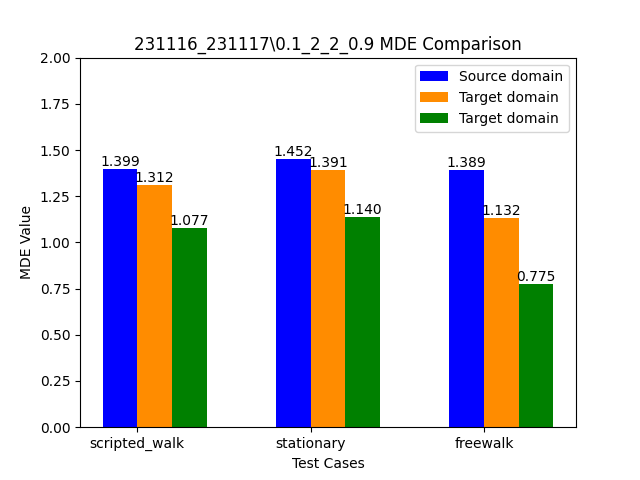 231116_231117\0.1_2_2_0.9 MDE Comparison
MDE Value
2.00
1.75
1.50
1.25
1.00
0.75
0.50
0.25
0.00
Source domain
Target domain
Target domain
1.399
1.312
1.077
1.452
1.391
1.140
1.389
1.132
0.775
scripted_walk
stationary
freewalk
Test Cases